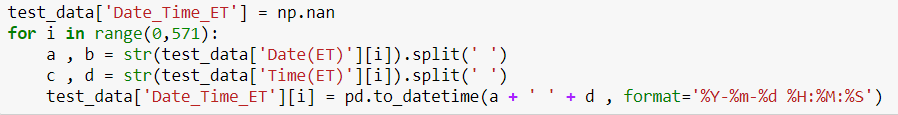 test_data['Date_Time_ET'] = np.nan
for i in range(0,571):
    a , b = str(test_data['Date(ET)'][i]).split(' ')
    c , d = str(test_data['Time(ET)'][i]).split(' ')
    test_data['Date_Time_ET'][i] = pd.to_datetime(a + ' ' + d , format='%Y-%m-%d %H:%M:%S')